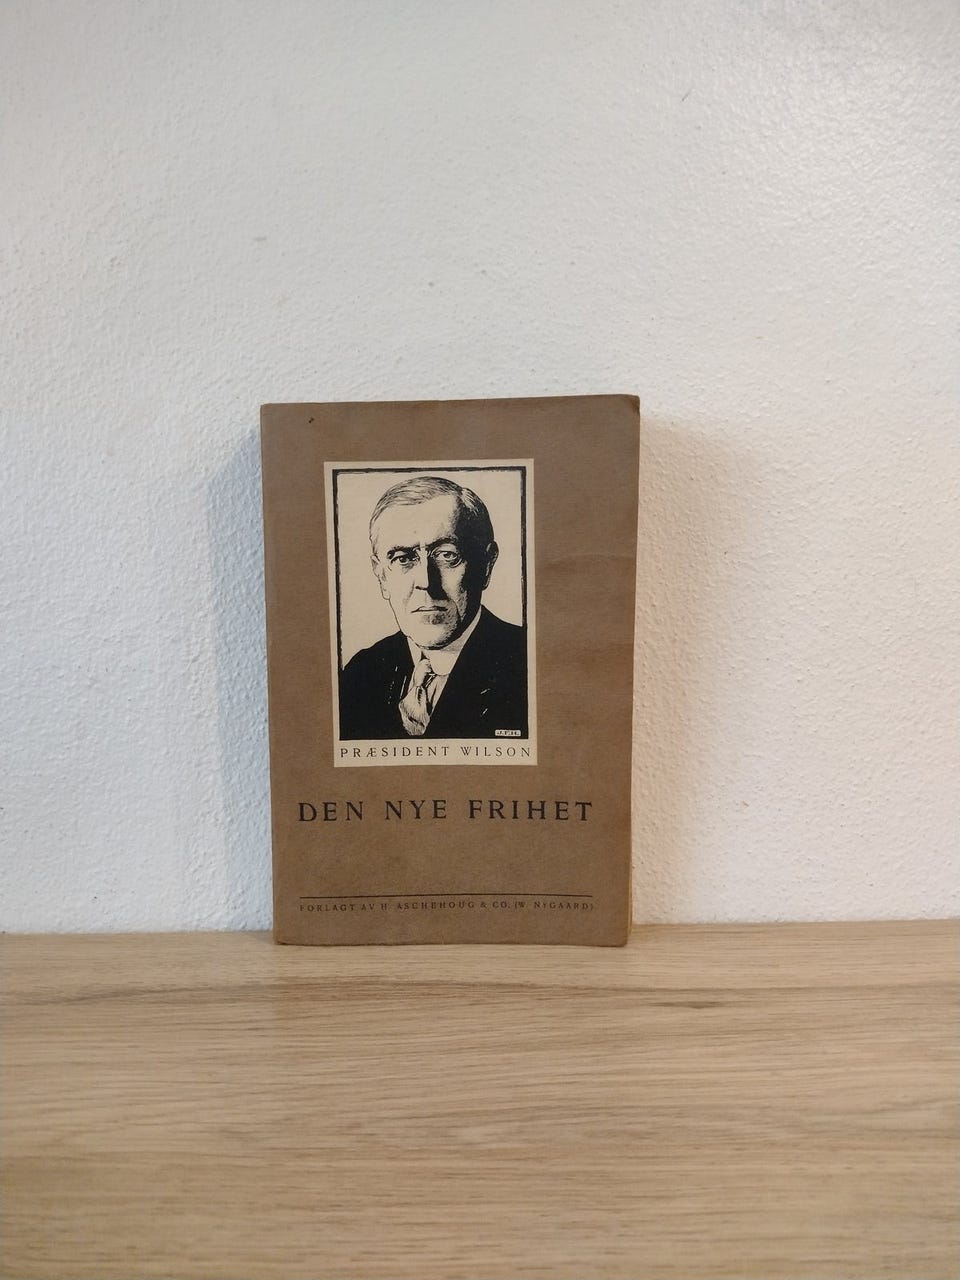 J.F.H.
PRÆSIDENT WILSON
DEN NYE FRIHET
FORLAGT AV H. ASCHEHOUG & CO. (W. NYGAARD)